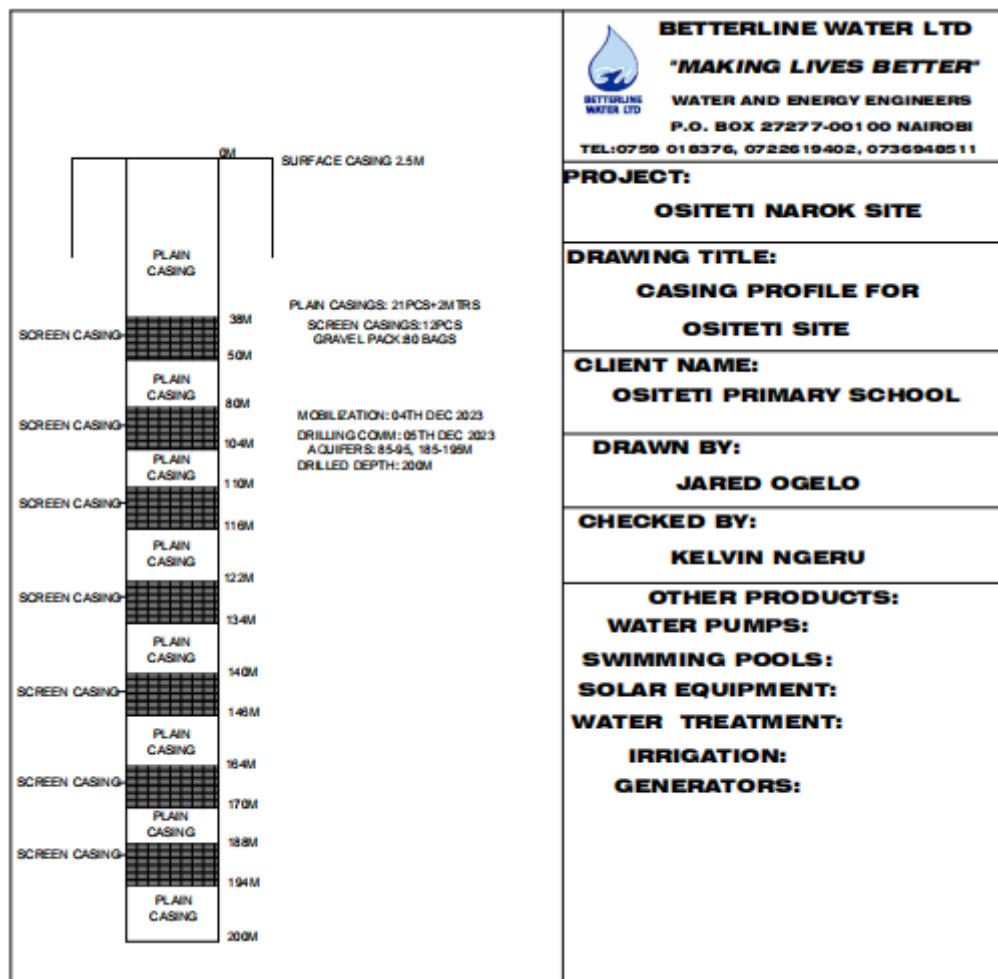 0M
SURFACE CASING 2.5M
PLAIN
CASING
PLAIN CASINGS: 21PCS+2MTRS
SCREEN CASINGS:12PCS
GRAVEL PACK:80 BAGS
38M
SCREEN CASING
50M
PLAIN
CASING
80M
SCREEN CASING
104M
MOBILIZATION: 04TH DEC 2023
DRILLING COMM: 05TH DEC 2023
AQUIFERS: 85-95, 185-195M
DRILLED DEPTH: 200M
PLAIN
CASING
110M
SCREEN CASING
116M
PLAIN
CASING
122M
SCREEN CASING
134M
PLAIN
CASING
140M
SCREEN CASING
146M
PLAIN
CASING
164M
SCREEN CASING
170M
PLAIN
CASING
188M
SCREEN CASING
194M
PLAIN
CASING
200M
BETTERLINE WATER LTD
"MAKING LIVES BETTER"
BETTERLINE
WATER LTD
WATER AND ENERGY ENGINEERS
P.O. BOX 27277-00100 NAIROBI
TEL:0759 018376, 0722619402, 0736948511
PROJECT:
OSITETI NAROK SITE
DRAWING TITLE:
CASING PROFILE FOR
OSITETI SITE
CLIENT NAME:
OSITETI PRIMARY SCHOOL
DRAWN BY:
JARED OGELO
CHECKED BY:
KELVIN NGERU
OTHER PRODUCTS:
WATER PUMPS:
SWIMMING POOLS:
SOLAR EQUIPMENT:
WATER TREATMENT:
IRRIGATION:
GENERATORS: